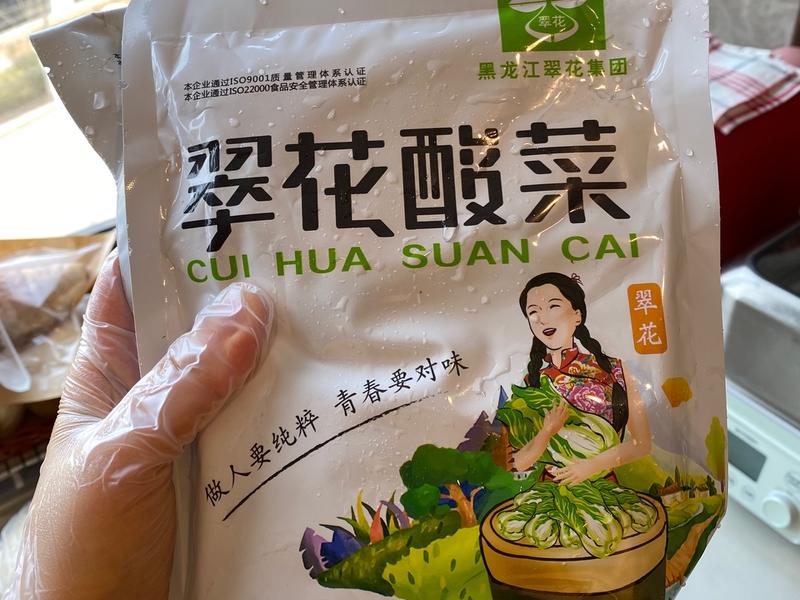 翠花
黑龙江翠花集团
本企业通过ISO9001质量管理体系认证
本企业通过ISO22000食品安全管理体系认证
翠花酸菜
CUI HUA SUAN CAI
翠花
做人要纯粹 青春要对味